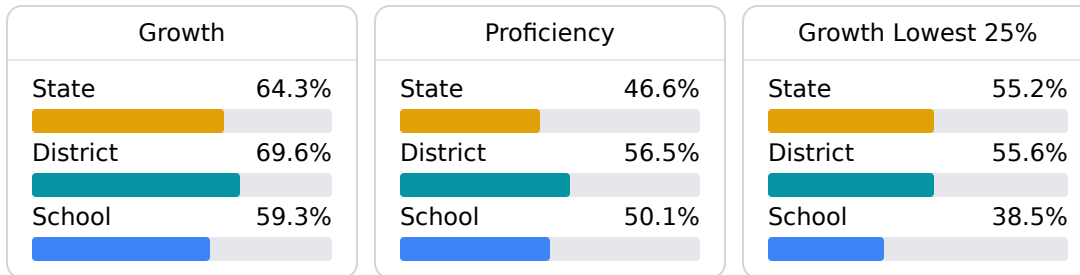 Growth
State 64.3%
District 69.6%
School 59.3%
Proficiency
State 46.6%
District 56.5%
School 50.1%
Growth Lowest 25%
State 55.2%
District 55.6%
School 38.5%